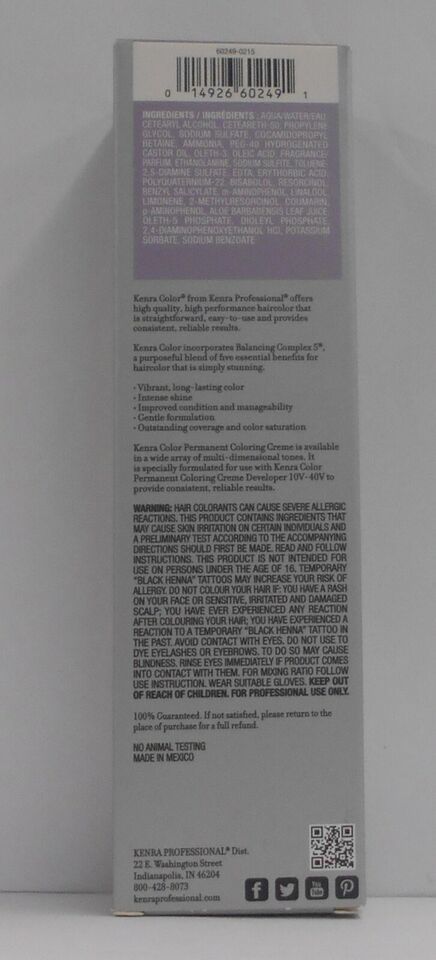 60249-0215
0 14926 60249 1
INGREDIENTS / INGRÉDIENTS : AQUA/WATER/EAU,
CETEARYL ALCOHOL, CETEARETH-50, PROPYLENE
GLYCOL, SODIUM SULFATE, COCAMIDOPROPYL
BETAINE, AMMONIA, PEG-40 HYDROGENATED
CASTOR OIL, OLETH-3, OLEIC ACID, FRAGRANCE/
PARFUM, ETHANOLAMINE, SODIUM SULFITE, TOLUENE-
2,5-DIAMINE SULFATE, EDTA, ERYTHORBIC ACID,
POLYQUATERNIUM-22, BISABOLOL, RESORCINOL,
BENZYL SALICYLATE, m-AMINOPHENOL, LINALOOL,
LIMONENE, 2-METHYLRESORCINOL, COUMARIN,
p-AMINOPHENOL, ALOE BARBADENSIS LEAF JUICE,
OLETH-5 PHOSPHATE, DIOLEYL PHOSPHATE,
2,4-DIAMINOPHENOXYETHANOL HCl, POTASSIUM
SORBATE, SODIUM BENZOATE
Kenra Color® from Kenra Professional® offers
high quality, high performance haircolor that
is straightforward, easy-to-use and provides
consistent, reliable results.
Kenra Color incorporates Balancing Complex 5®,
a purposeful blend of five essential benefits for
haircolor that is simply stunning.
• Vibrant, long-lasting color
• Intense shine
• Improved condition and manageability
• Gentle formulation
• Outstanding coverage and color saturation
Kenra Color Permanent Coloring Creme is available
in a wide array of multi-dimensional tones. It
is specially formulated for use with Kenra Color
Permanent Coloring Creme Developer 10V-40V to
provide consistent, reliable results.
WARNING: HAIR COLORANTS CAN CAUSE SEVERE ALLERGIC
REACTIONS. THIS PRODUCT CONTAINS INGREDIENTS THAT
MAY CAUSE SKIN IRRITATION ON CERTAIN INDIVIDUALS AND
A PRELIMINARY TEST ACCORDING TO THE ACCOMPANYING
DIRECTIONS SHOULD FIRST BE MADE. READ AND FOLLOW
INSTRUCTIONS. THIS PRODUCT IS NOT INTENDED FOR
USE ON PERSONS UNDER THE AGE OF 16. TEMPORARY
"BLACK HENNA" TATTOOS MAY INCREASE YOUR RISK OF
ALLERGY. DO NOT COLOUR YOUR HAIR IF: YOU HAVE A RASH
ON YOUR FACE OR SENSITIVE, IRRITATED AND DAMAGED
SCALP; YOU HAVE EVER EXPERIENCED ANY REACTION
AFTER COLOURING YOUR HAIR; YOU HAVE EXPERIENCED A
REACTION TO A TEMPORARY "BLACK HENNA" TATTOO IN
THE PAST. AVOID CONTACT WITH EYES. DO NOT USE TO
DYE EYELASHES OR EYEBROWS. TO DO SO MAY CAUSE
BLINDNESS. RINSE EYES IMMEDIATELY IF PRODUCT COMES
INTO CONTACT WITH THEM. FOR MIXING RATIO FOLLOW
USE INSTRUCTION. WEAR SUITABLE GLOVES. KEEP OUT
OF REACH OF CHILDREN. FOR PROFESSIONAL USE ONLY.
100% Guaranteed. If not satisfied, please return to the
place of purchase for a full refund.
NO ANIMAL TESTING
MADE IN MEXICO
KENRA PROFESSIONAL® Dist.
22 E. Washington Street
Indianapolis, IN 46204
800-428-8073
kenraprofessional.com
You
Tube